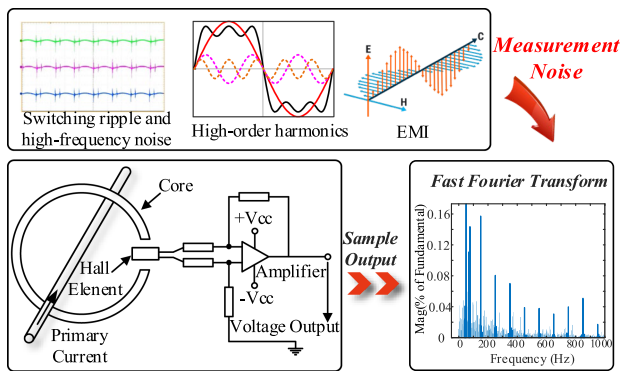 Switching ripple and
high-frequency noise
High-order harmonics
E
C
H
EMI
Measurement
Noise
Core
Hall
Elenent
Primary
Current
+Vcc
Amplifier
-Vcc
Voltage Output
Sample
Output
Fast Fourier Transform
Mag(% of Fundamental)
0.16
0.12
0.08
0.04
0
0 200 400 600 800 1000
Frequency (Hz)